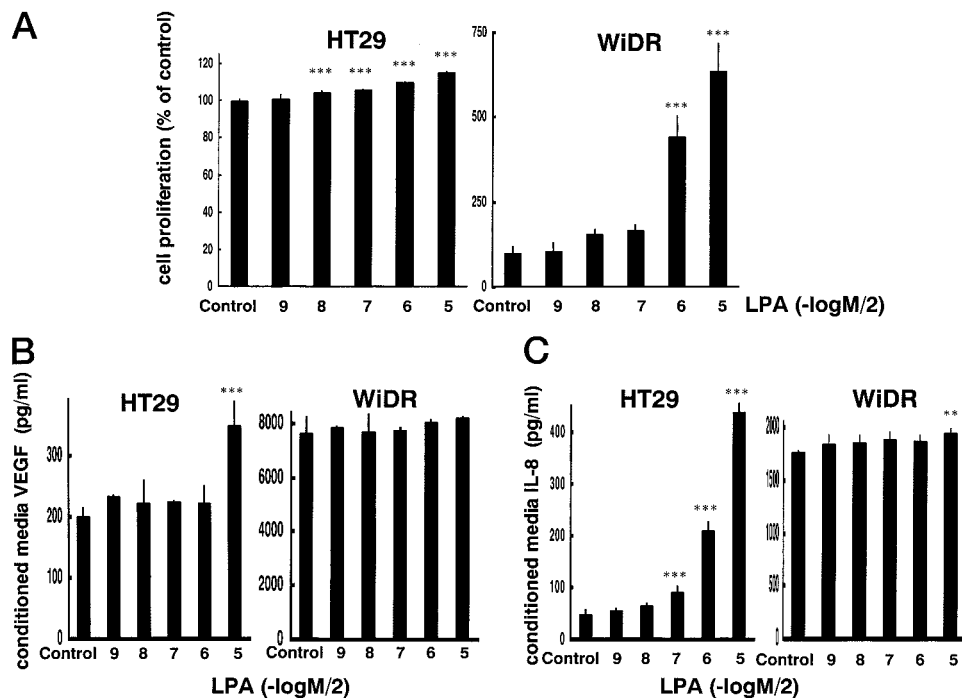 A
HT29
WiDR
cell proliferation (% of control)
120
100
80
60
40
20
0
*** *** *** ***
Control 9 8 7 6 5
750
500
250
0
*** ***
Control 9 8 7 6 5
LPA (-logM/2)
B
HT29
WiDR
conditioned media VEGF (pg/ml)
300
200
100
0
***
Control 9 8 7 6 5
8000
6000
4000
2000
0
Control 9 8 7 6 5
LPA (-logM/2)
C
HT29
WiDR
conditioned media IL-8 (pg/ml)
400
300
200
100
0
*** *** ***
Control 9 8 7 6 5
2000
1500
1000
500
0
**
Control 9 8 7 6 5
LPA (-logM/2)